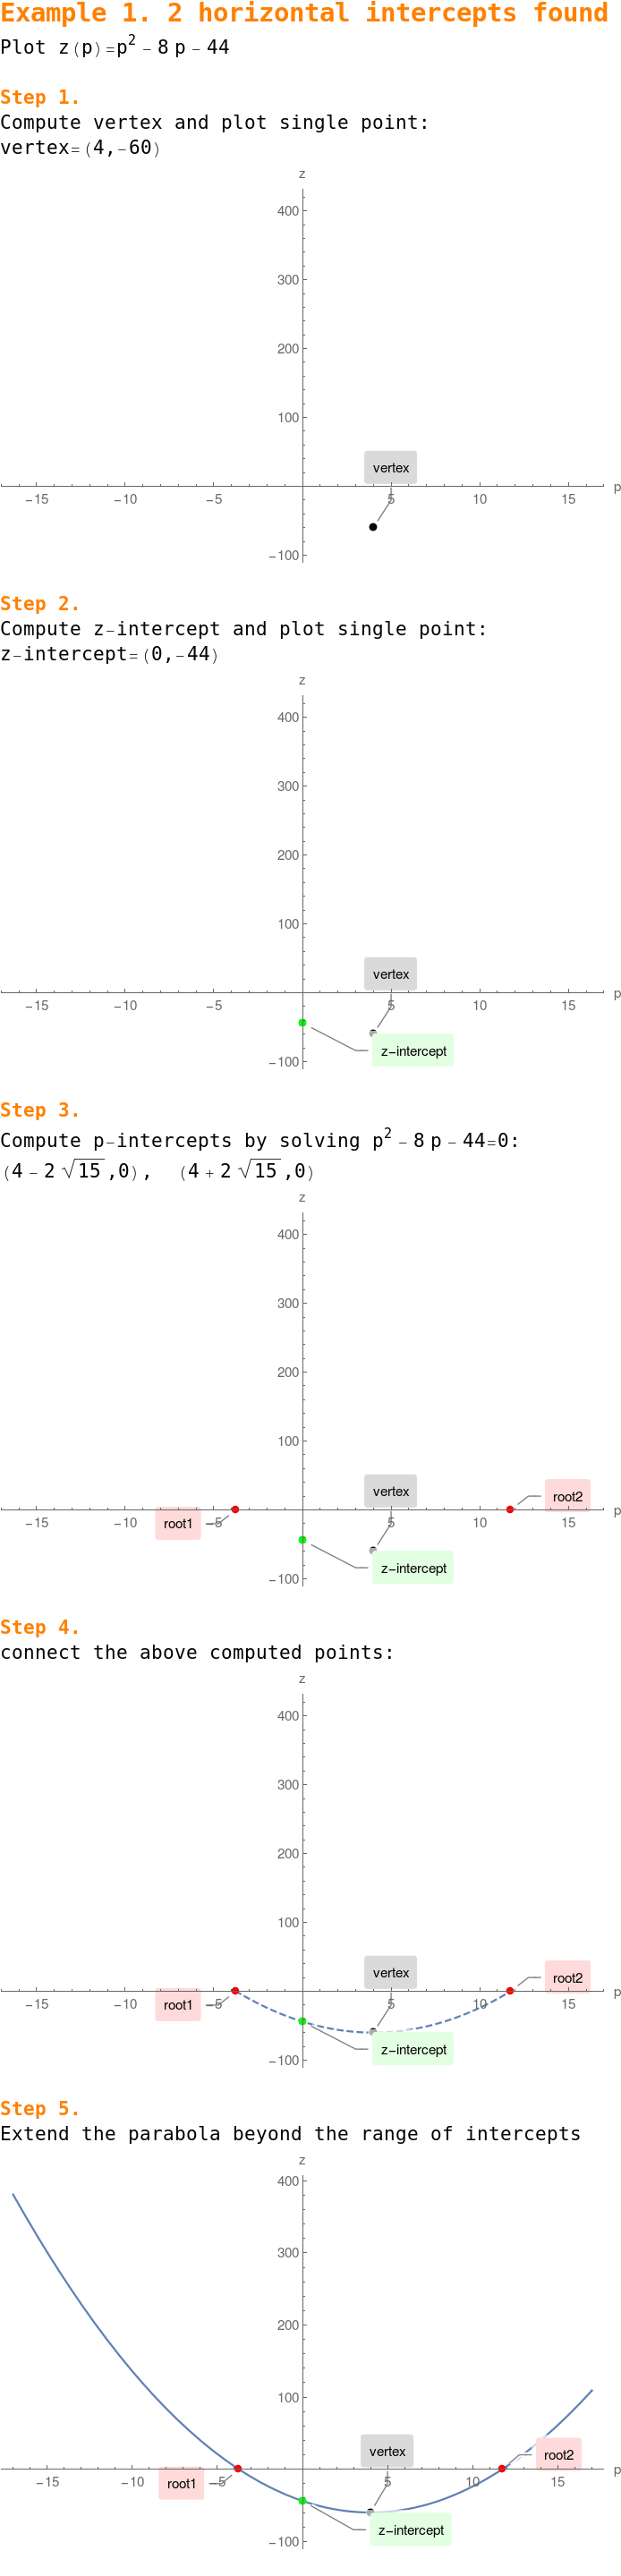 Example 1. 2 horizontal intercepts found
Plot z(p)=p² − 8 p − 44
Step 1.
Compute vertex and plot single point:
vertex=(4,−60)
z
400
300
200
100
vertex
−15 −10 −5 5 10 15 p
−100
Step 2.
Compute z−intercept and plot single point:
z−intercept=(0,−44)
z
400
300
200
100
vertex
−15 −10 −5 5 10 15 p
z−intercept
−100
Step 3.
Compute p−intercepts by solving p² − 8 p − 44=0:
(4 − 2 √15 ,0), (4 + 2 √15 ,0)
z
400
300
200
100
vertex
root2
−15 −10 −5 5 10 15 p
root1
z−intercept
−100
Step 4.
connect the above computed points:
z
400
300
200
100
vertex
root2
−15 −10 −5 5 10 15 p
root1
z−intercept
−100
Step 5.
Extend the parabola beyond the range of intercepts
z
400
300
200
100
vertex
root2
−15 −10 −5 5 10 15 p
root1
z−intercept
−100